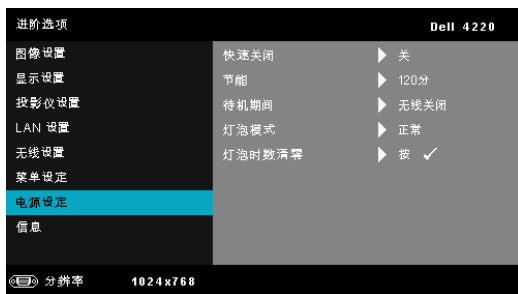 进阶选项 Dell 4220
图像设置
显示设置
投影仪设置
LAN 设置
无线设置
菜单设定
电源设定
信息
快速关闭 关
节能 120分
待机期间 无线关闭
灯泡模式 正常
灯泡时数清零 按 ✓
分辨率 1024x768